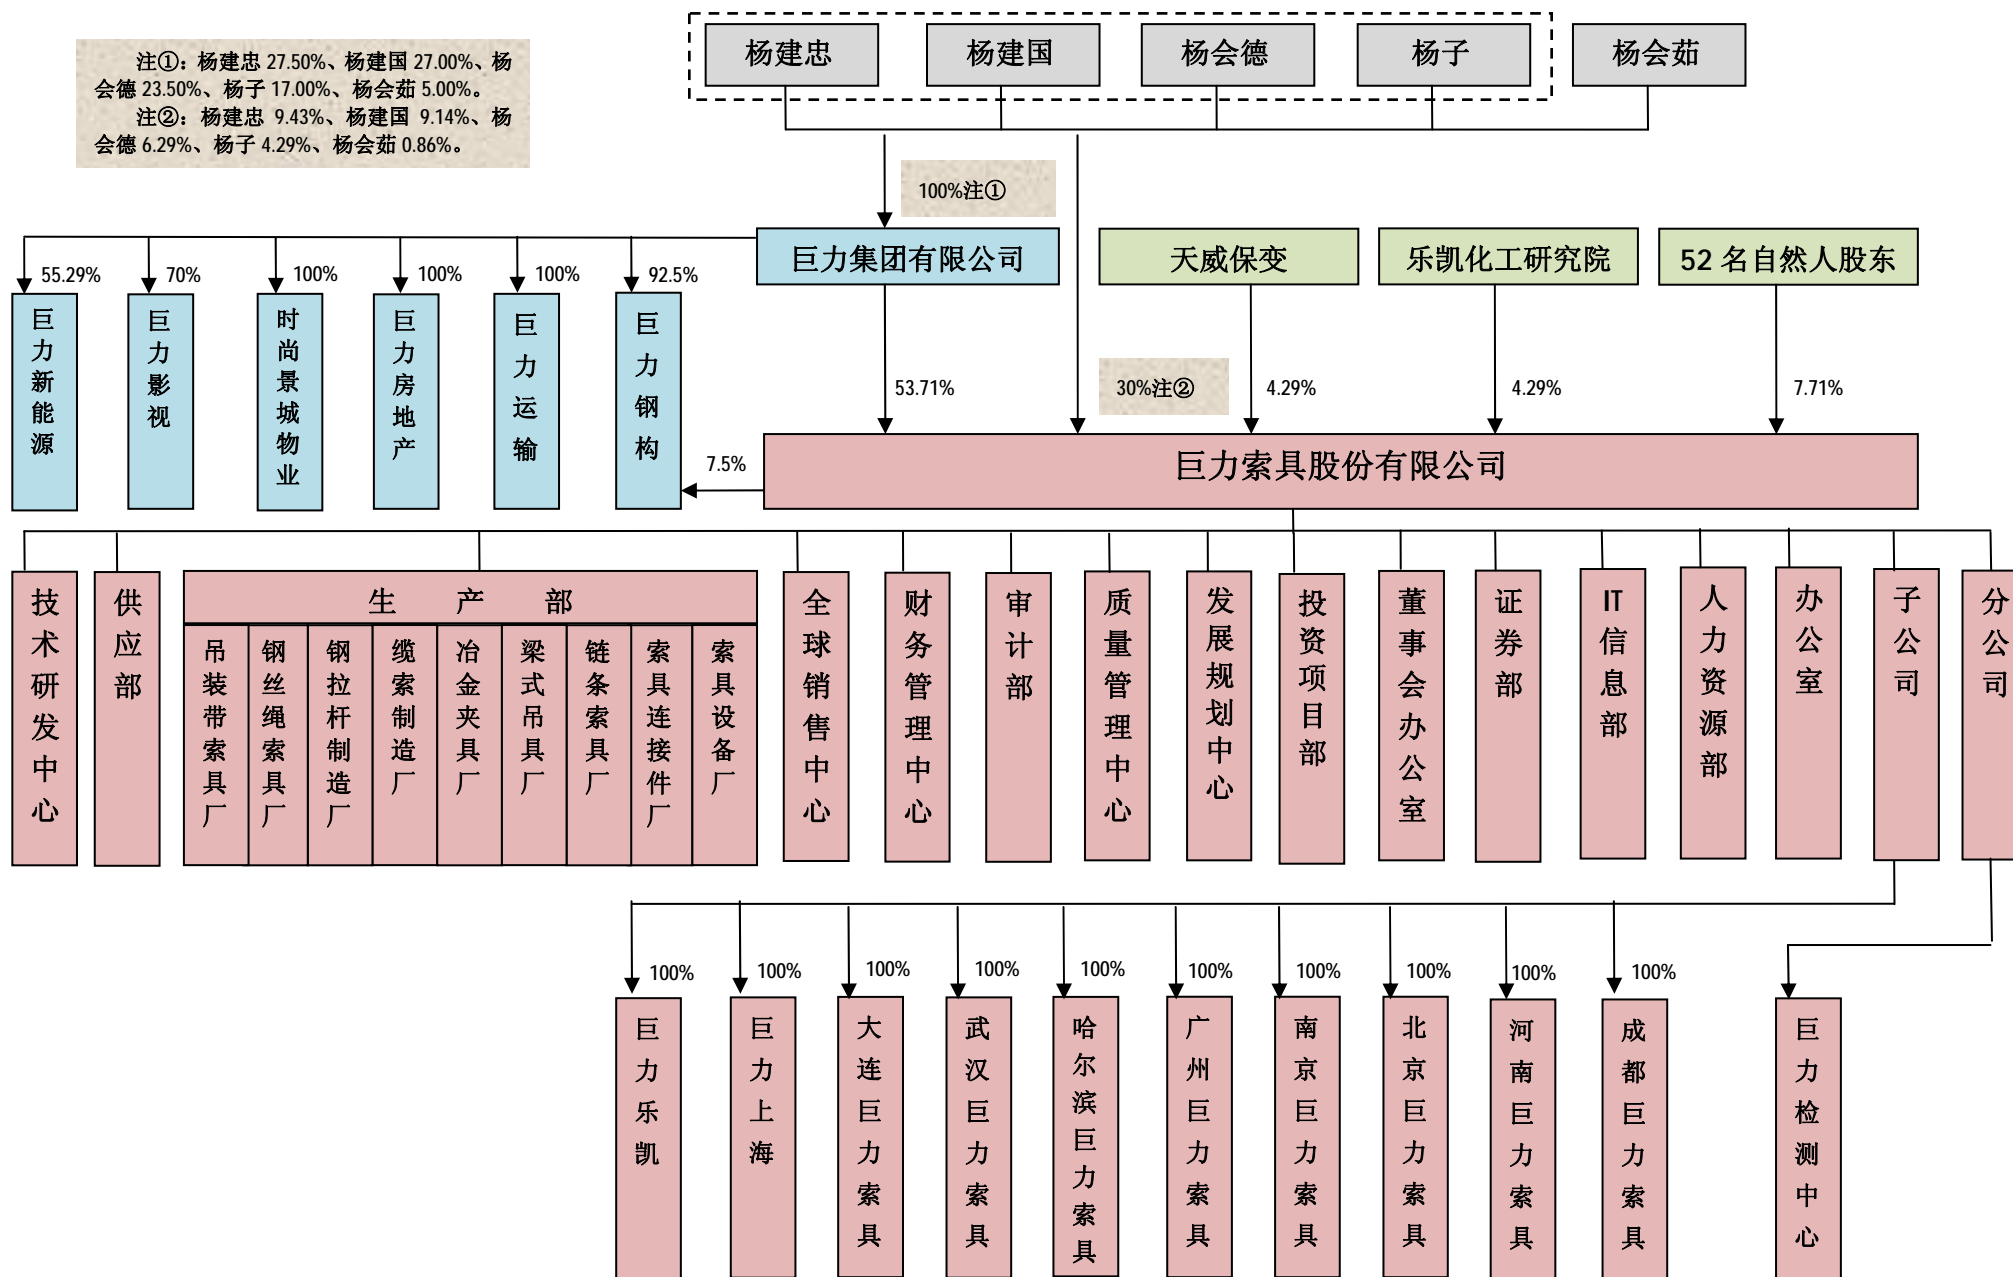 杨建忠
杨建国
杨会德
杨子
杨会茹
注①：杨建忠 27.50%、杨建国 27.00%、杨
会德 23.50%、杨子 17.00%、杨会茹 5.00%。
注②：杨建忠 9.43%、杨建国 9.14%、杨
会德 6.29%、杨子 4.29%、杨会茹 0.86%。
100%注①
巨力集团有限公司
天威保变
乐凯化工研究院
52 名自然人股东
55.29%
70%
100%
100%
100%
92.5%
巨力新能源
巨力影视
时尚景城物业
巨力房地产
巨力运输
巨力钢构
53.71%
30%注②
4.29%
4.29%
7.71%
7.5%
巨力索具股份有限公司
技术研发中心
供应部
生产部
吊装带索具厂
钢丝绳索具厂
钢拉杆制造厂
缆索制造厂
冶金夹具厂
梁式吊具厂
链条索具厂
索具连接件厂
索具设备厂
全球销售中心
财务管理中心
审计部
质量管理中心
发展规划中心
投资项目部
董事会办公室
证券部
IT信息部
人力资源部
办公室
子公司
分公司
100%
100%
100%
100%
100%
100%
100%
100%
100%
100%
巨力乐凯
巨力上海
大连巨力索具
武汉巨力索具
哈尔滨巨力索具
广州巨力索具
南京巨力索具
北京巨力索具
河南巨力索具
成都巨力索具
巨力检测中心